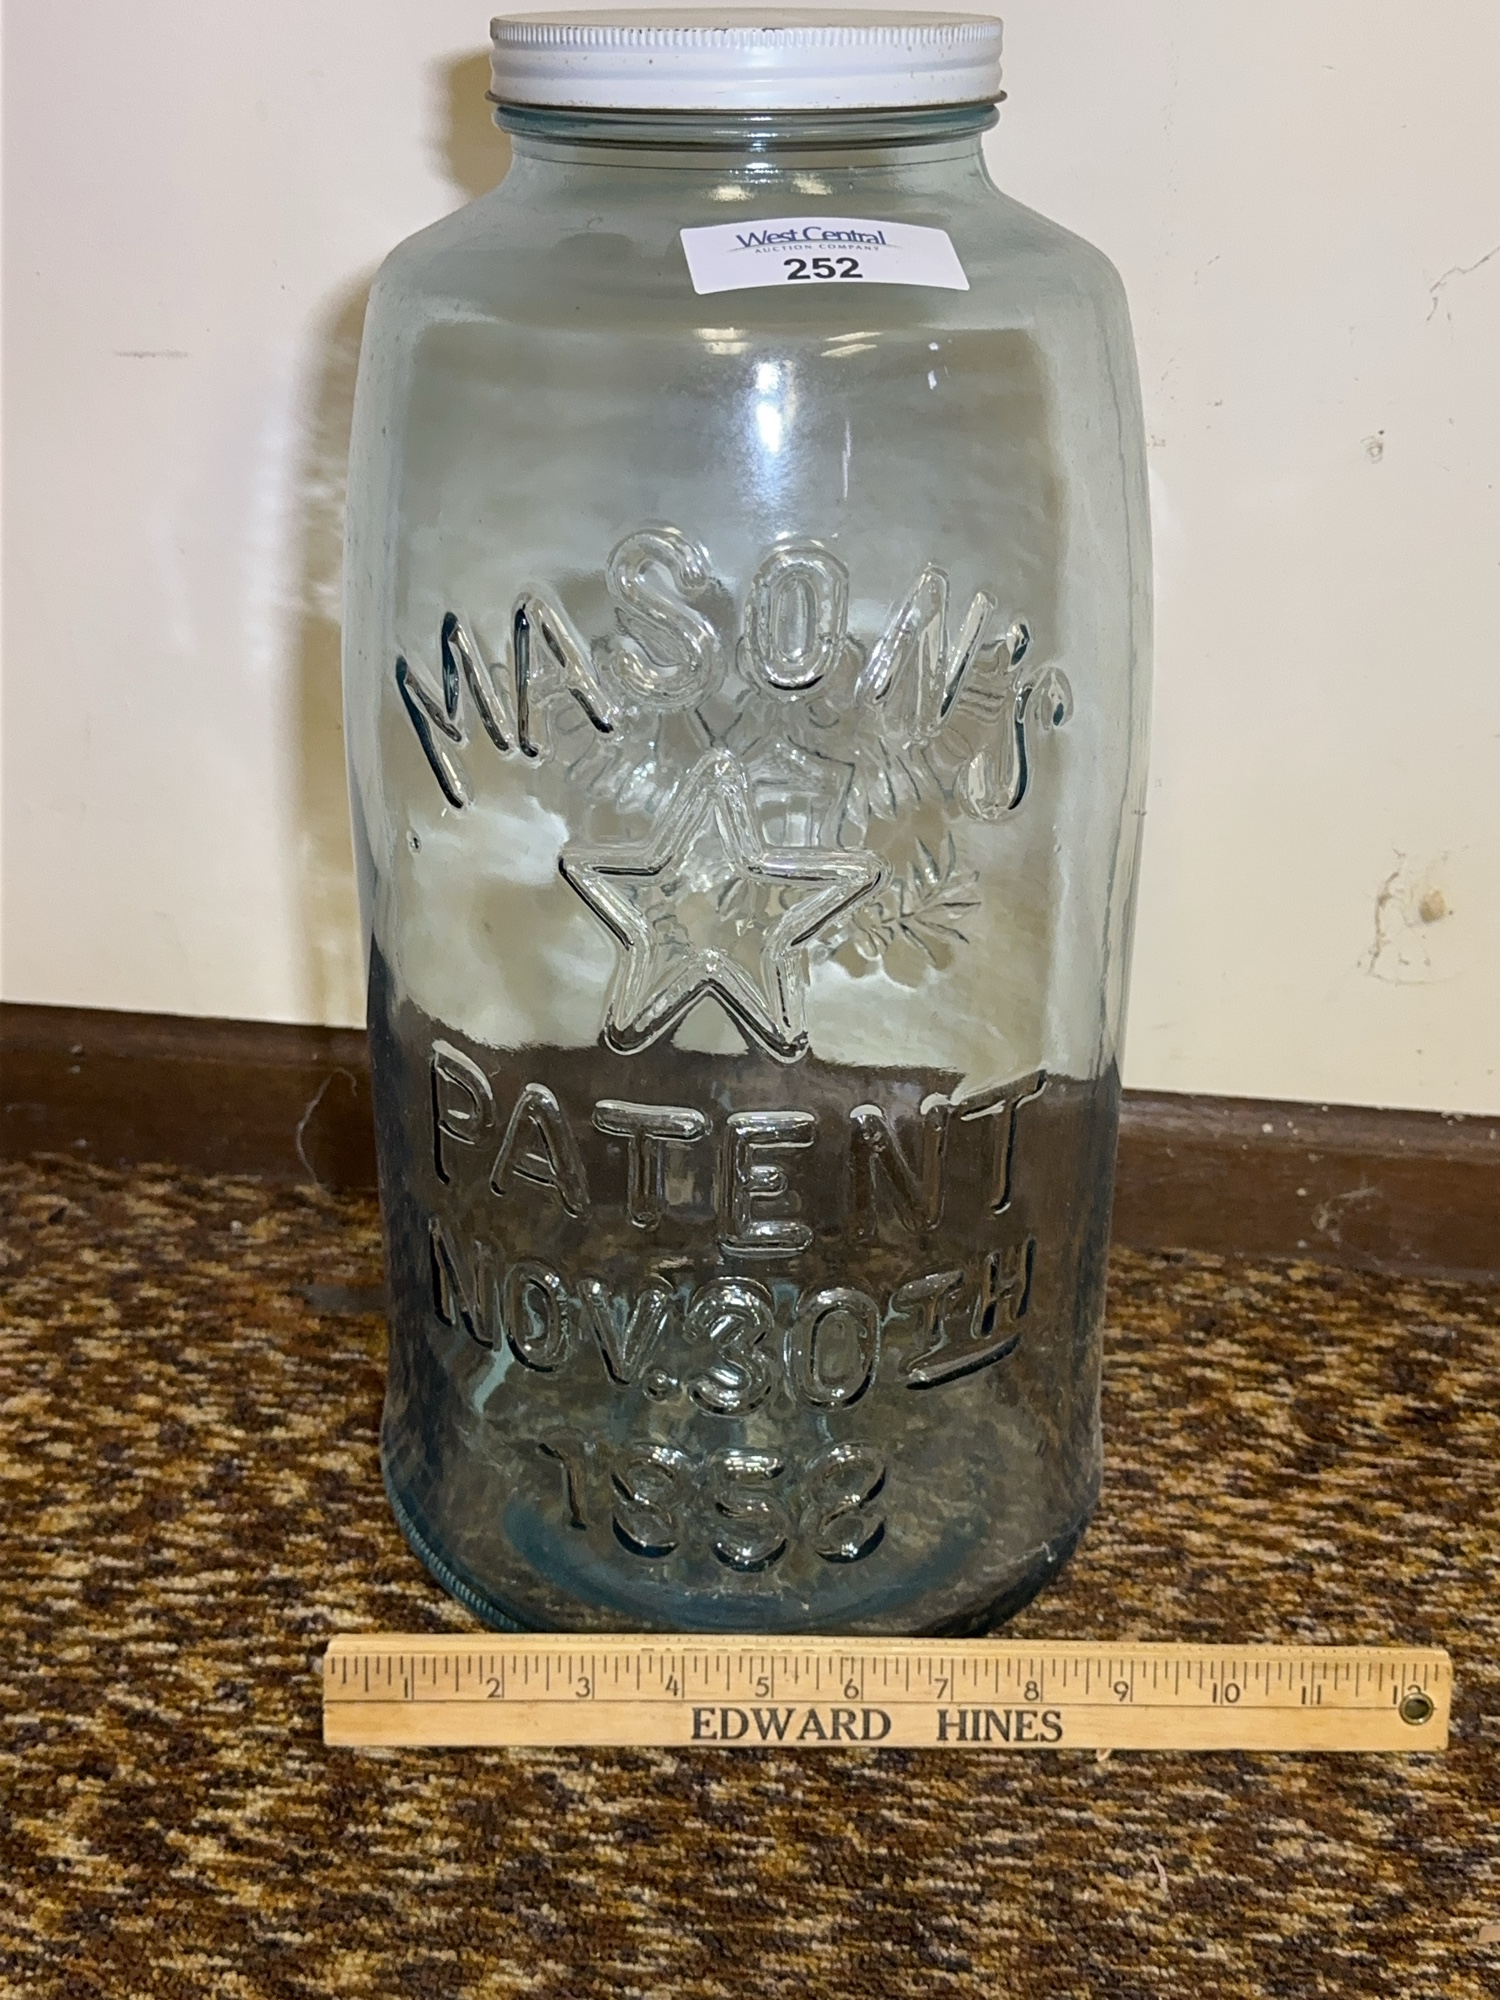 West Central
AUCTION COMPANY
252
MASON'S
PATENT
NOV. 30TH
1858
1 2 3 4 5 6 7 8 9 10 11 12
EDWARD HINES